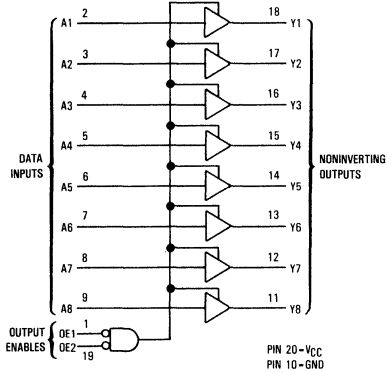 A1 2 18 Y1
A2 3 17 Y2
A3 4 16 Y3
A4 5 15 Y4
DATA INPUTS
NONINVERTING OUTPUTS
A5 6 14 Y5
A6 7 13 Y6
A7 8 12 Y7
A8 9 11 Y8
OUTPUT ENABLES
OE1 1
OE2 19
PIN 20-VCC
PIN 10-GND